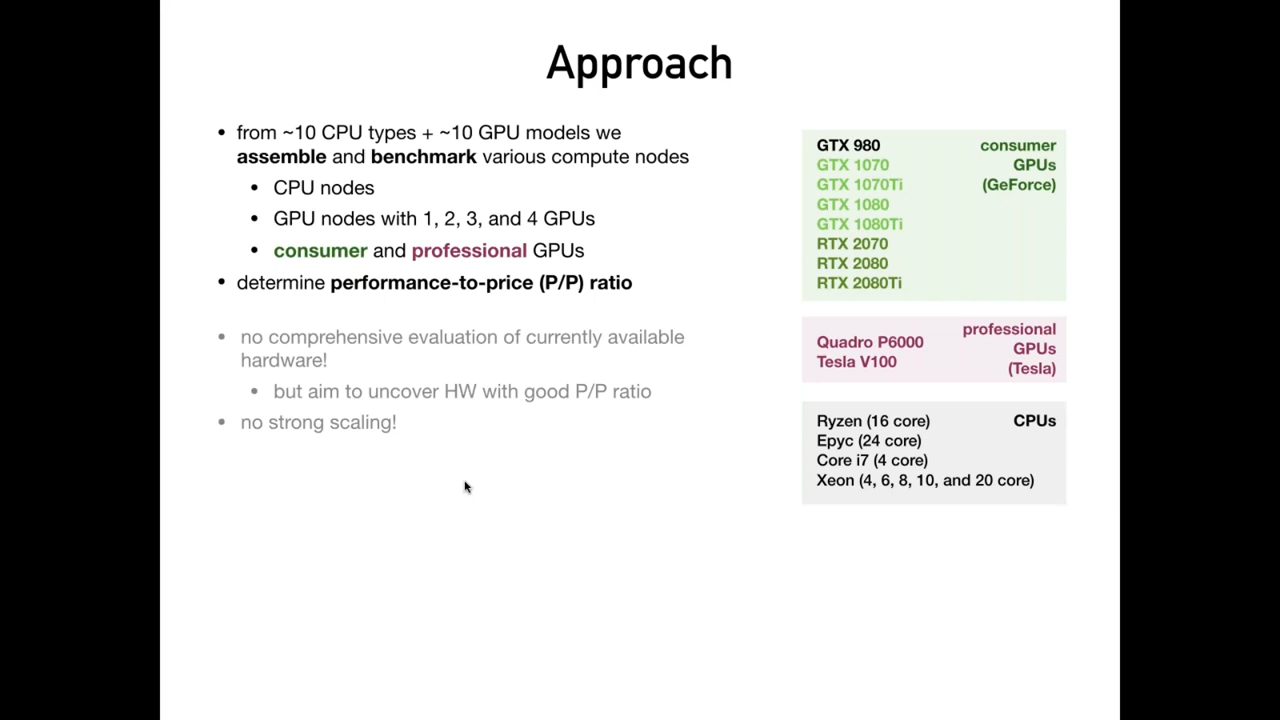 Approach
• from ~10 CPU types + ~10 GPU models we
assemble and benchmark various compute nodes
• CPU nodes
• GPU nodes with 1, 2, 3, and 4 GPUs
• consumer and professional GPUs
• determine performance-to-price (P/P) ratio
• no comprehensive evaluation of currently available
hardware!
• but aim to uncover HW with good P/P ratio
• no strong scaling!
GTX 980
GTX 1070
GTX 1070Ti
GTX 1080
GTX 1080Ti
RTX 2070
RTX 2080
RTX 2080Ti
consumer
GPUs
(GeForce)
Quadro P6000
Tesla V100
professional
GPUs
(Tesla)
Ryzen (16 core)
Epyc (24 core)
Core i7 (4 core)
Xeon (4, 6, 8, 10, and 20 core)
CPUs